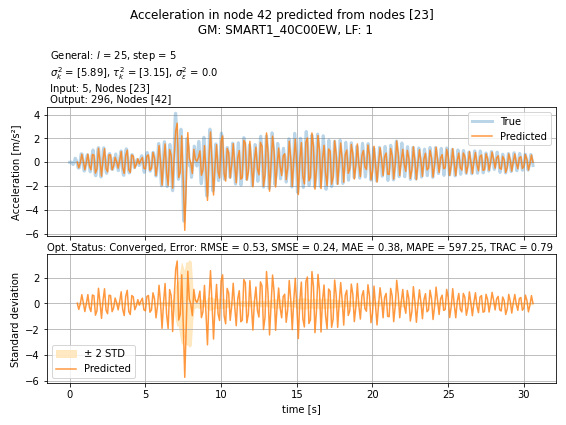 Acceleration in node 42 predicted from nodes [23]
GM: SMART1_40C00EW, LF: 1
General: l = 25, step = 5
σ²ₖ = [5.89], τ²ₖ = [3.15], σ²ε = 0.0
Input: 5, Nodes [23]
Output: 296, Nodes [42]
Acceleration [m/s²]
4
2
0
−2
−4
−6
True
Predicted
Opt. Status: Converged, Error: RMSE = 0.53, SMSE = 0.24, MAE = 0.38, MAPE = 597.25, TRAC = 0.79
Standard deviation
2
0
−2
−4
−6
± 2 STD
Predicted
0 5 10 15 20 25 30
time [s]